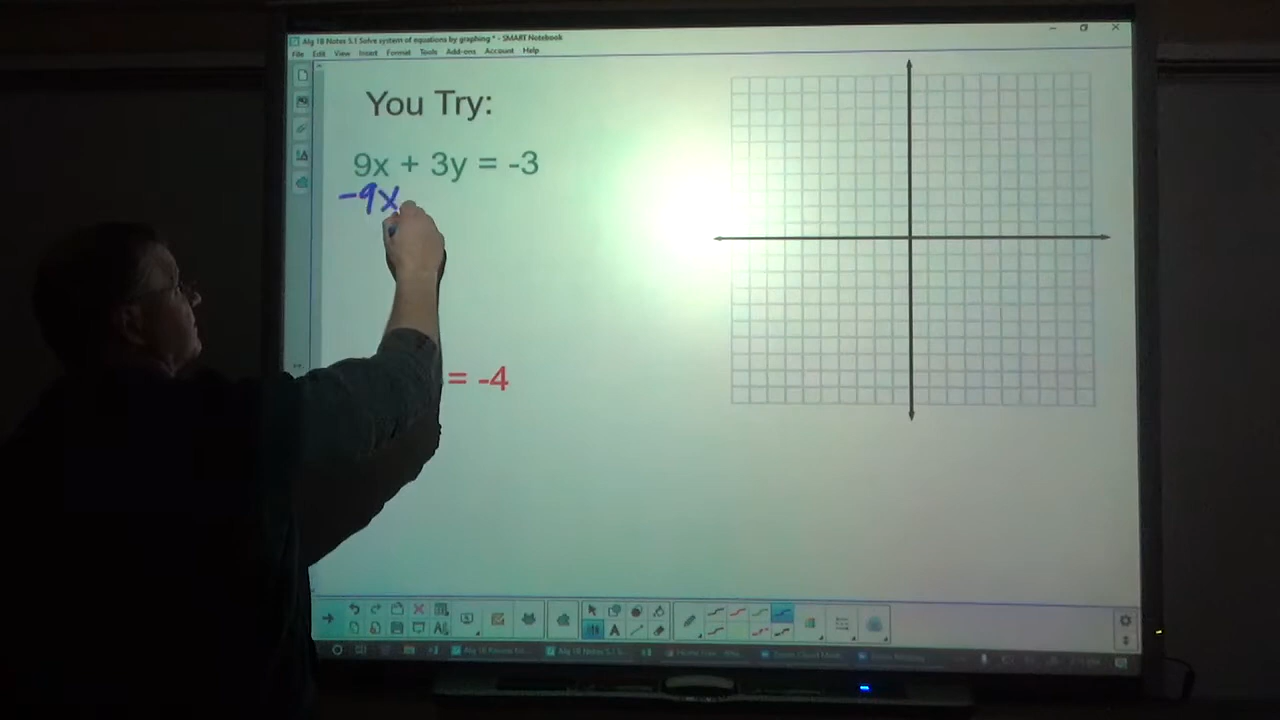 Alg 1B Notes 5.1 Solve system of equations by graphing * - SMART Notebook
File Edit View Insert Format Tools Add-ons Account Help
You Try:
9x + 3y = -3
-9x
= -4